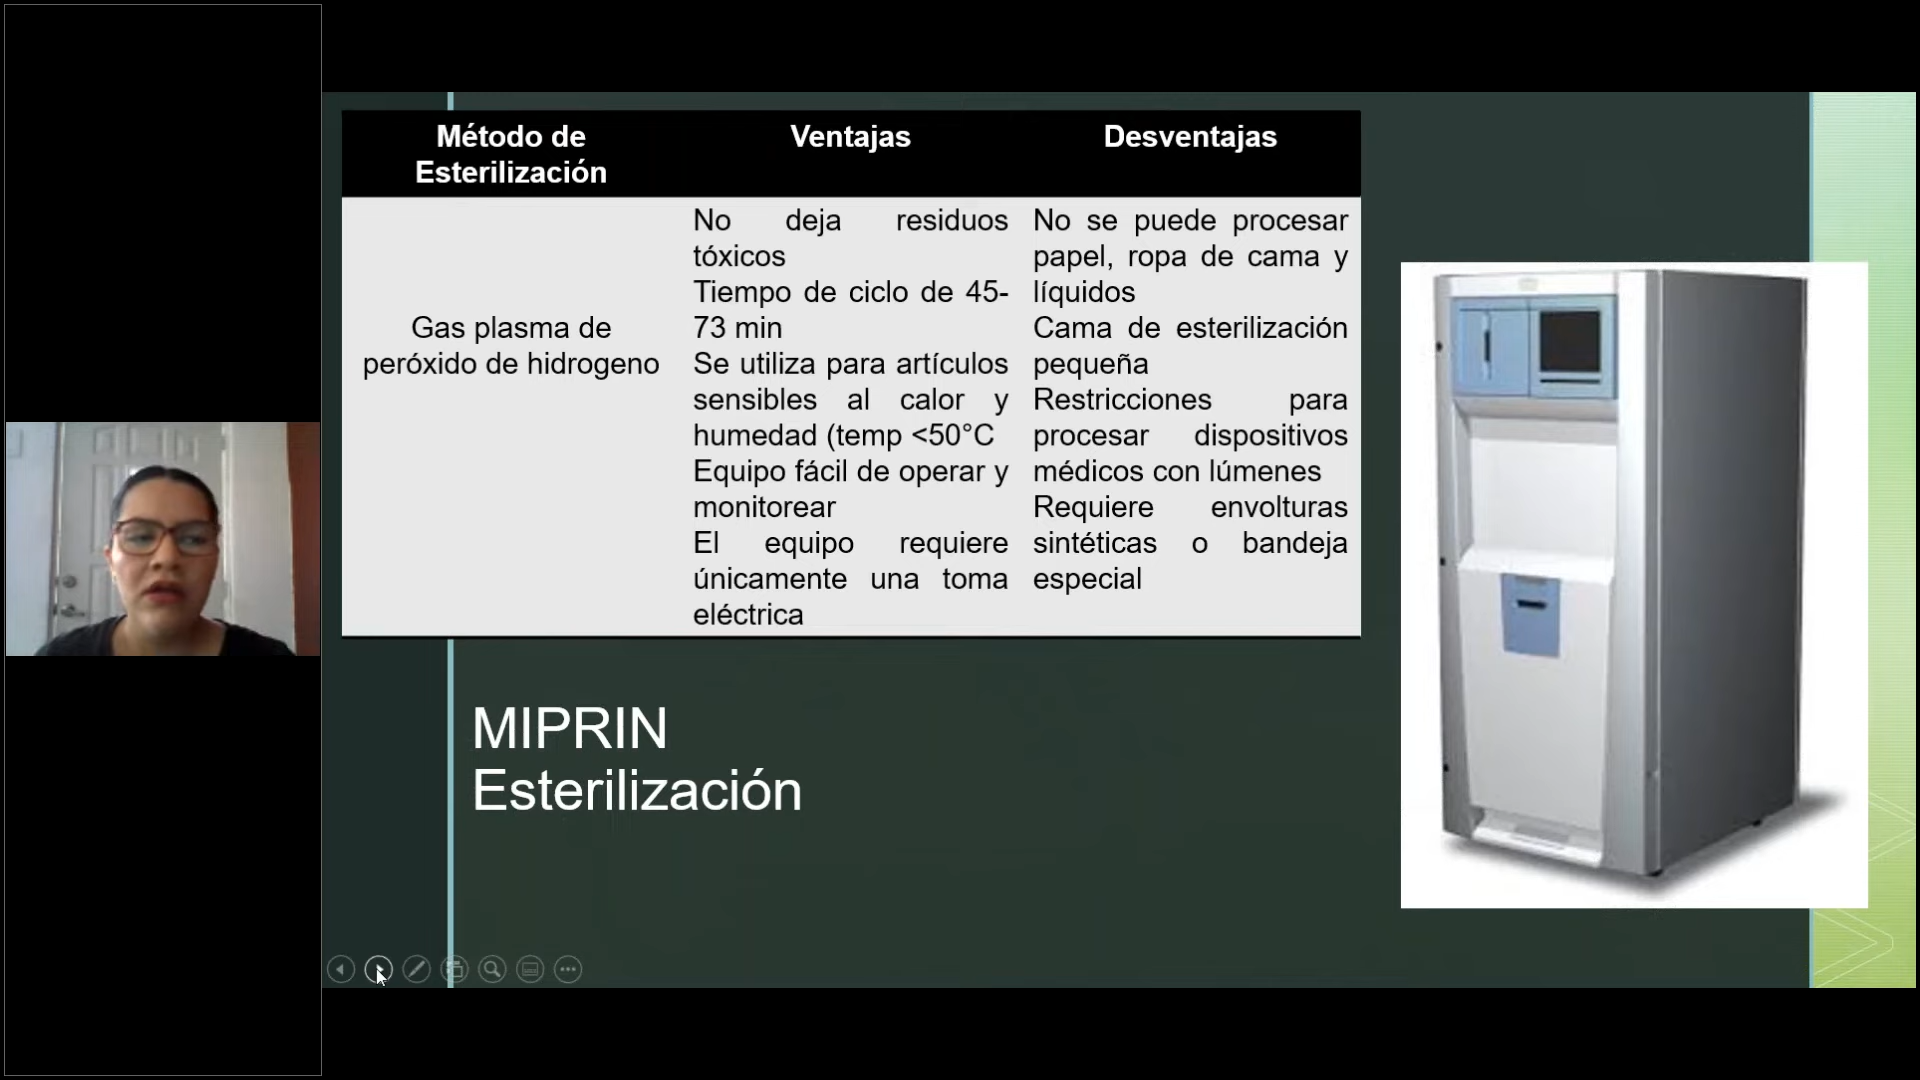 Método de
Esterilización
Ventajas
Desventajas
Gas plasma de
peróxido de hidrogeno
No deja residuos
tóxicos
Tiempo de ciclo de 45-
73 min
Se utiliza para artículos
sensibles al calor y
humedad (temp <50°C
Equipo fácil de operar y
monitorear
El equipo requiere
únicamente una toma
eléctrica
No se puede procesar
papel, ropa de cama y
líquidos
Cama de esterilización
pequeña
Restricciones para
procesar dispositivos
médicos con lúmenes
Requiere envolturas
sintéticas o bandeja
especial
MIPRIN
Esterilización